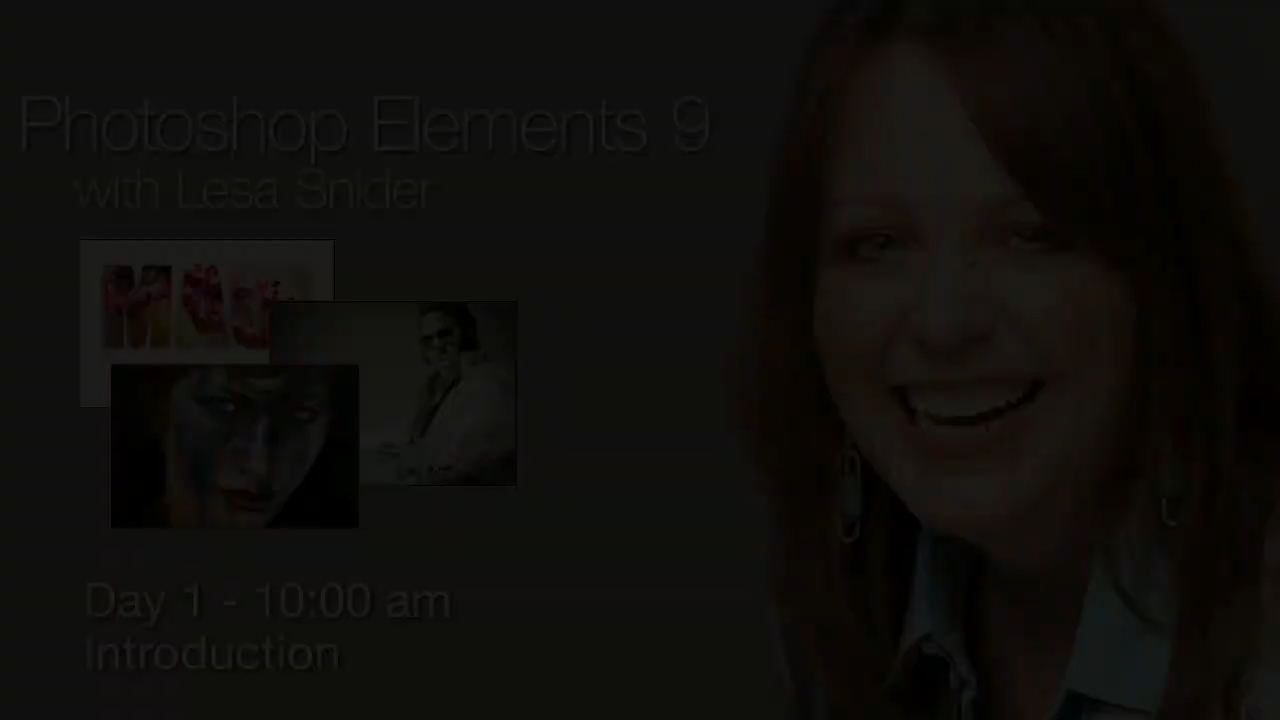 Photoshop Elements 9
with Lesa Snider
Day 1 - 10:00 am
Introduction